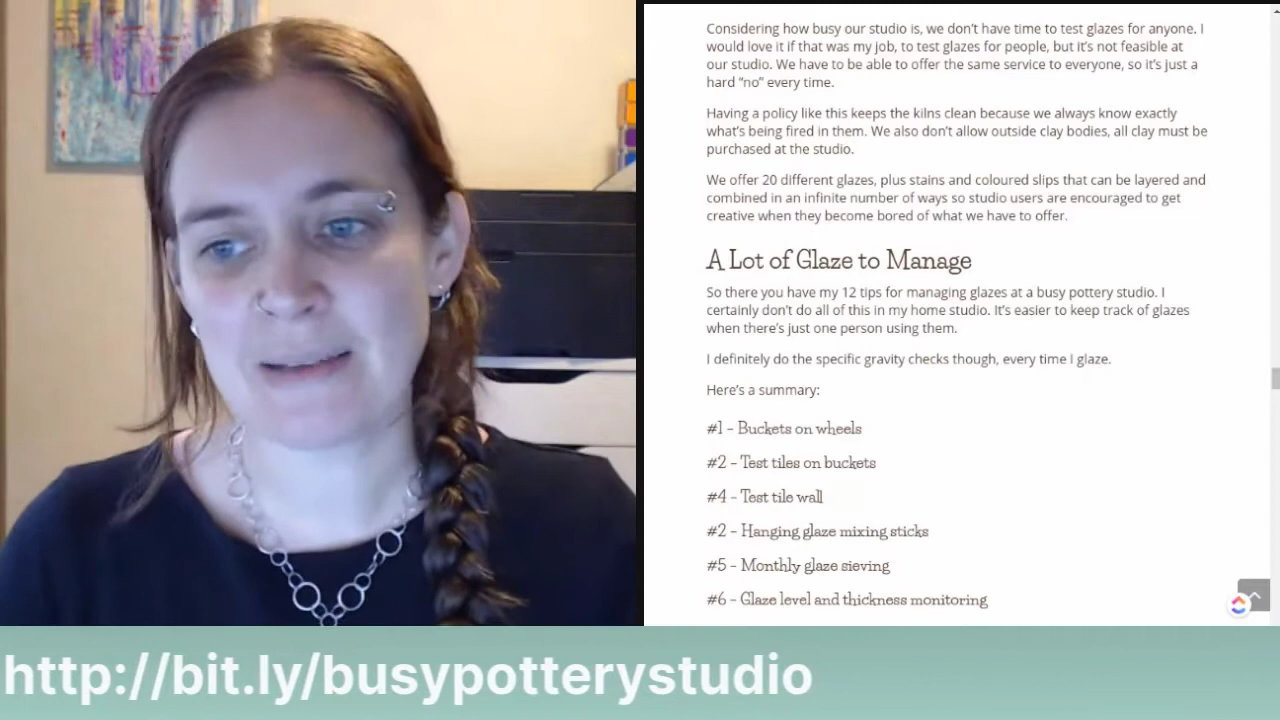 Considering how busy our studio is, we don't have time to test glazes for anyone. I
would love it if that was my job, to test glazes for people, but it's not feasible at
our studio. We have to be able to offer the same service to everyone, so it's just a
hard “no” every time.
Having a policy like this keeps the kilns clean because we always know exactly
what's being fired in them. We also don't allow outside clay bodies, all clay must be
purchased at the studio.
We offer 20 different glazes, plus stains and coloured slips that can be layered and
combined in an infinite number of ways so studio users are encouraged to get
creative when they become bored of what we have to offer.
A Lot of Glaze to Manage
So there you have my 12 tips for managing glazes at a busy pottery studio. I
certainly don't do all of this in my home studio. It's easier to keep track of glazes
when there's just one person using them.
I definitely do the specific gravity checks though, every time I glaze.
Here's a summary:
#1 – Buckets on wheels
#2 – Test tiles on buckets
#4 – Test tile wall
#2 – Hanging glaze mixing sticks
#5 – Monthly glaze sieving
#6 – Glaze level and thickness monitoring
http://bit.ly/busypotterystudio